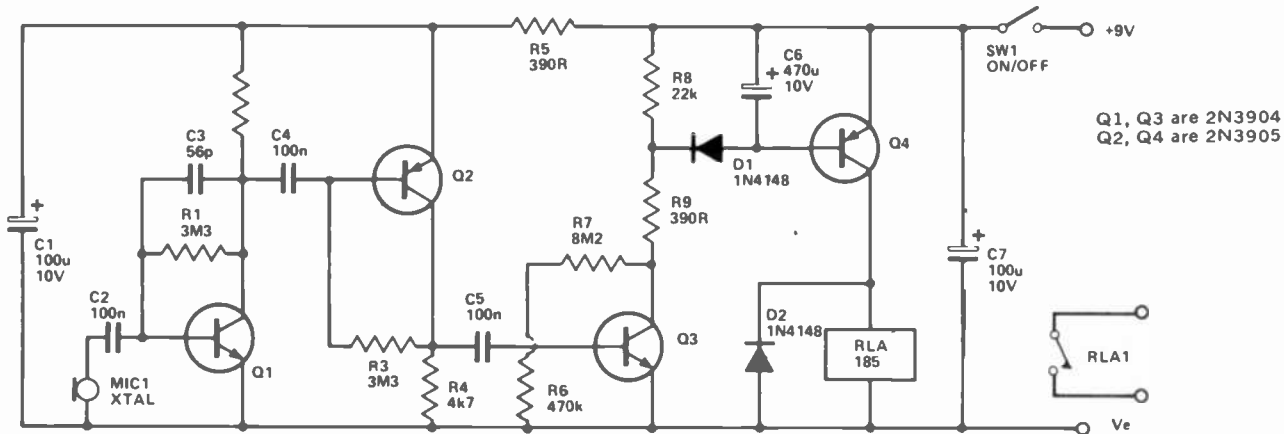 R5
390R
SW1
ON/OFF
+9V
C6
470u
10V
+
R8
22k
Q1, Q3 are 2N3904
Q2, Q4 are 2N3905
C3
56p
C4
100n
Q2
D1
1N4148
Q4
R1
3M3
+
C1
100u
10V
R7
8M2
R9
390R
+
C7
100u
10V
C2
100n
C5
100n
Q3
D2
1N4148
RLA
185
RLA1
MIC1
XTAL
Q1
R3
3M3
R4
4k7
R6
470k
Ve